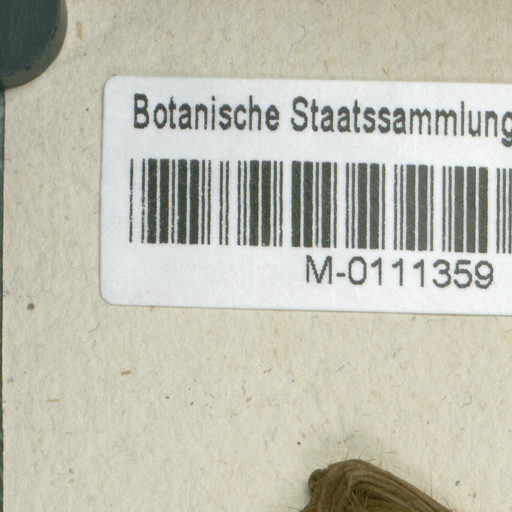 Botanische Staatssammlung
M-0111359